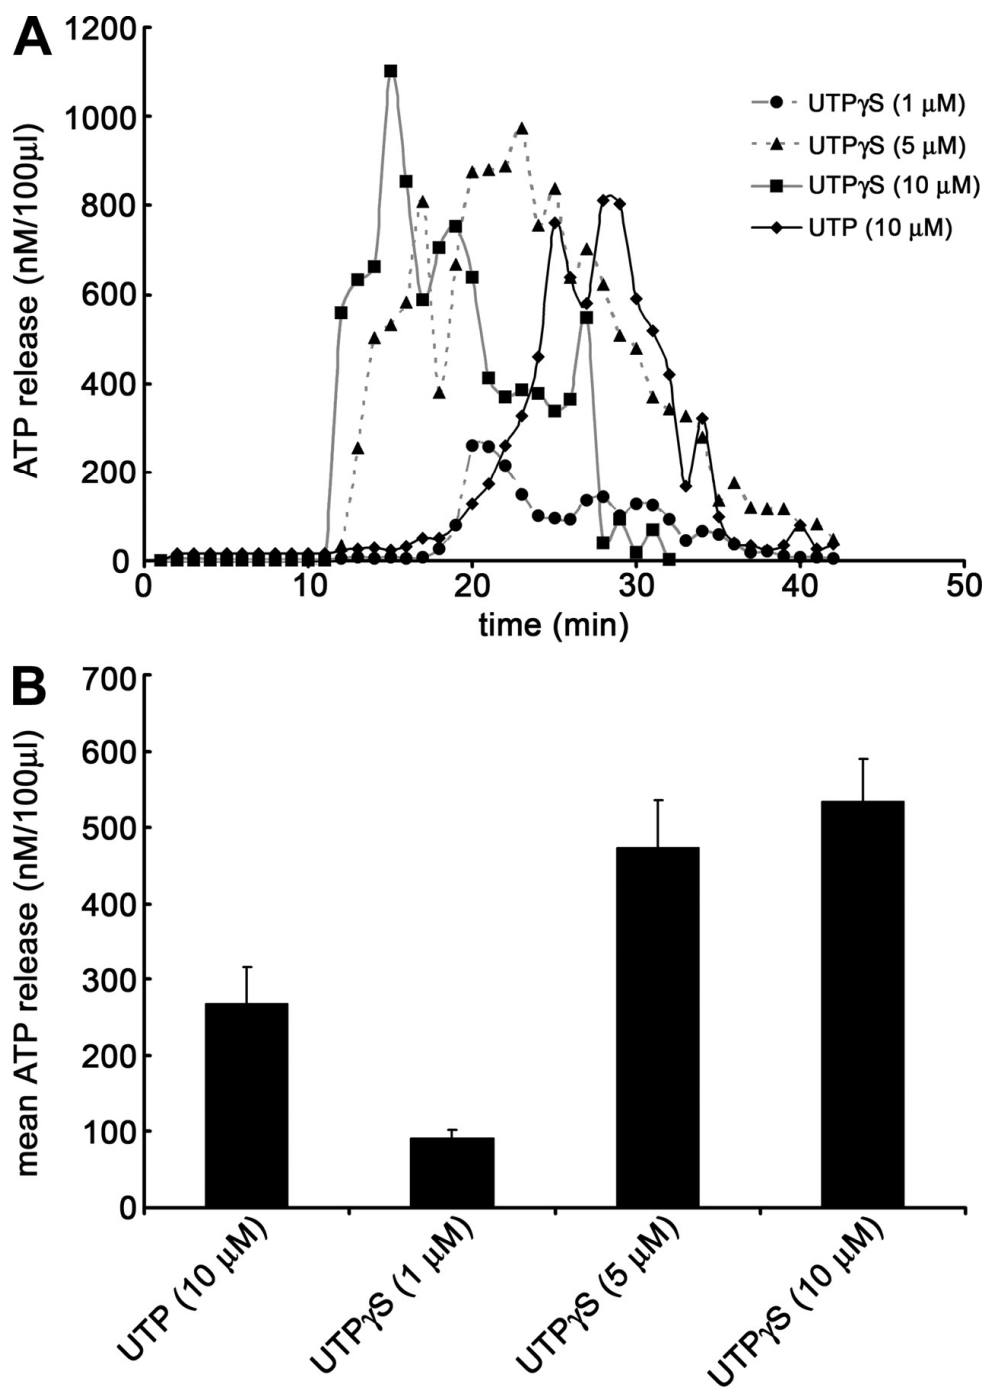 A
1200
1000
800
600
400
200
0
ATP release (nM/100µl)
UTPγS (1 µM)
UTPγS (5 µM)
UTPγS (10 µM)
UTP (10 µM)
0 10 20 30 40 50
time (min)
B
700
600
500
400
300
200
100
0
mean ATP release (nM/100µl)
UTP (10 µM)
UTPγS (1 µM)
UTPγS (5 µM)
UTPγS (10 µM)